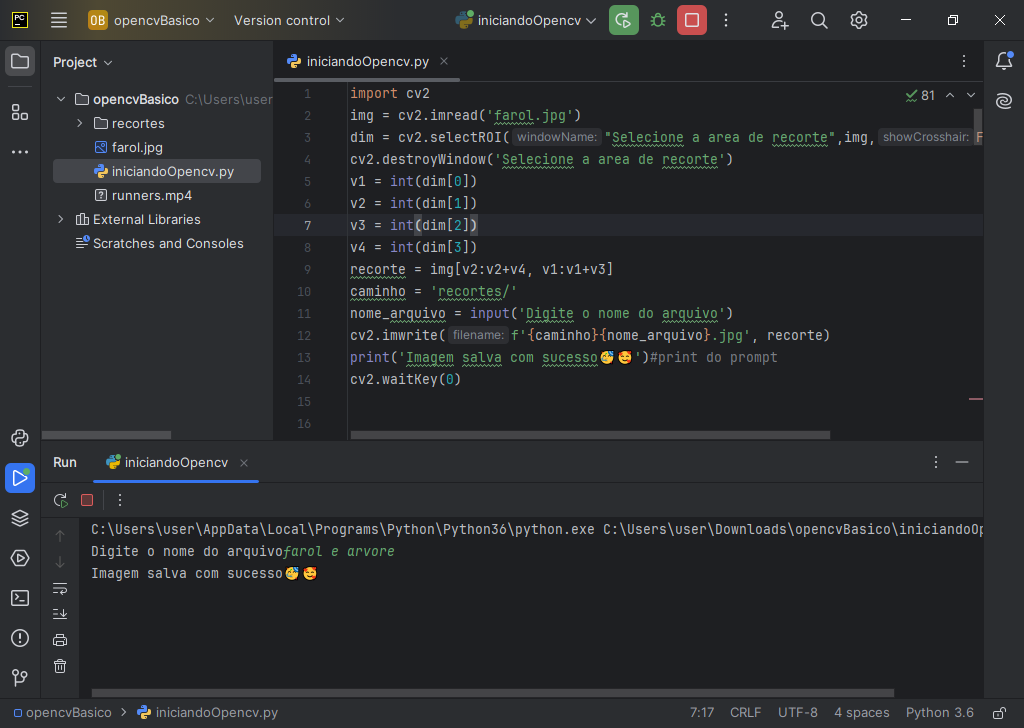 PC OB opencvBasico Version control iniciandoOpencv
Project
iniciandoOpencv.py
opencvBasico C:\Users\user
recortes
farol.jpg
iniciandoOpencv.py
runners.mp4
External Libraries
Scratches and Consoles
81
1 import cv2
2 img = cv2.imread('farol.jpg')
3 dim = cv2.selectROI( windowName: "Selecione a area de recorte",img, showCrosshair: F
4 cv2.destroyWindow('Selecione a area de recorte')
5 v1 = int(dim[0])
6 v2 = int(dim[1])
7 v3 = int(dim[2])
8 v4 = int(dim[3])
9 recorte = img[v2:v2+v4, v1:v1+v3]
10 caminho = 'recortes/'
11 nome_arquivo = input('Digite o nome do arquivo')
12 cv2.imwrite( filename: f'{caminho}{nome_arquivo}.jpg', recorte)
13 print('Imagem salva com sucesso😅🥰')#print do prompt
14 cv2.waitKey(0)
15
16
Run iniciandoOpencv
C:\Users\user\AppData\Local\Programs\Python\Python36\python.exe C:\Users\user\Downloads\opencvBasico\iniciandoOp
Digite o nome do arquivofarol e arvore
Imagem salva com sucesso😅🥰
opencvBasico > iniciandoOpencv.py
7:17 CRLF UTF-8 4 spaces Python 3.6